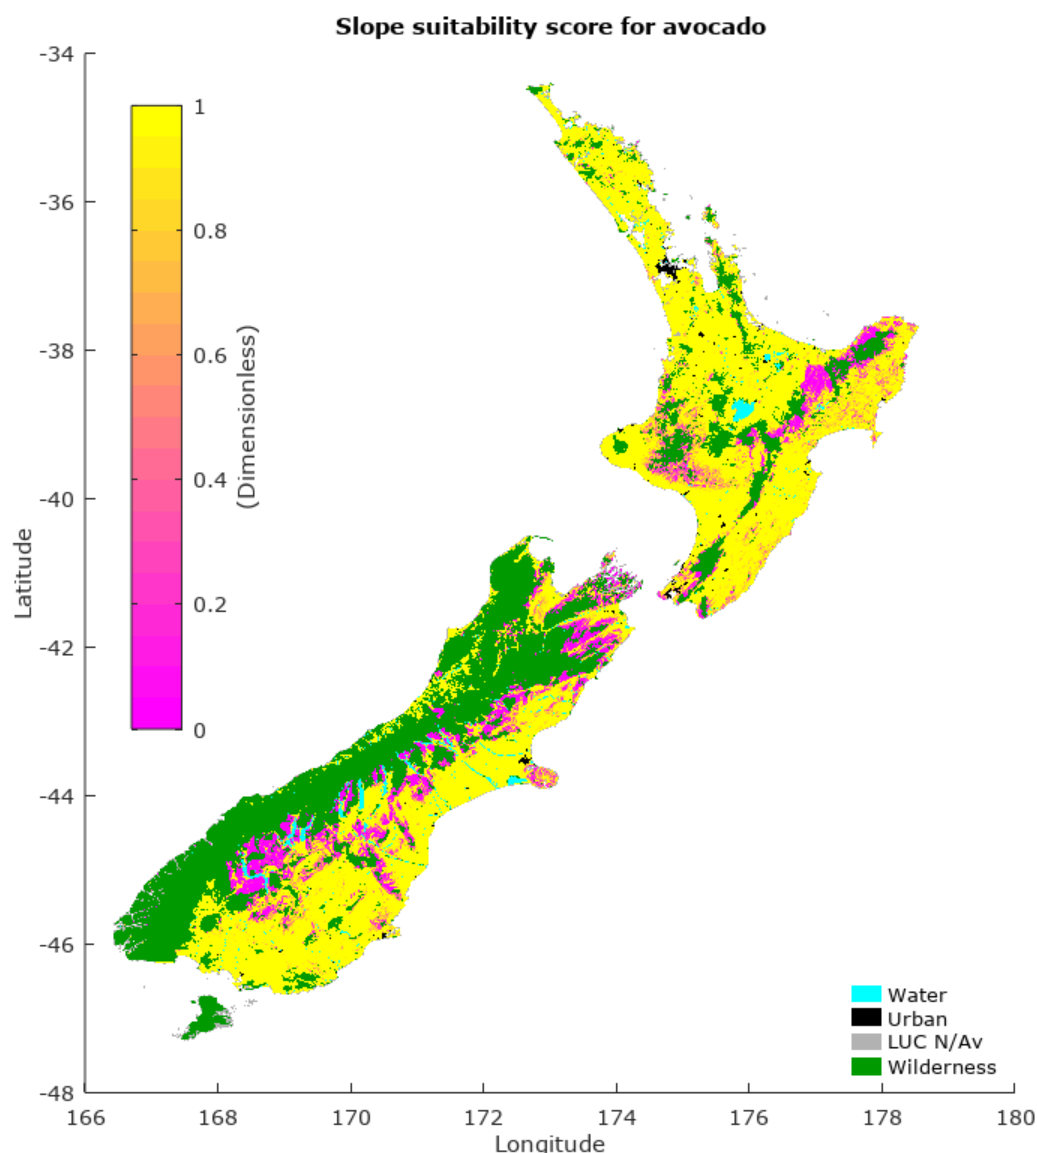 Slope suitability score for avocado
-34
-36
-38
-40
-42
-44
-46
-48
Latitude
1
0.8
0.6
0.4
0.2
0
(Dimensionless)
Water
Urban
LUC N/Av
Wilderness
166 168 170 172 174 176 178 180
Longitude